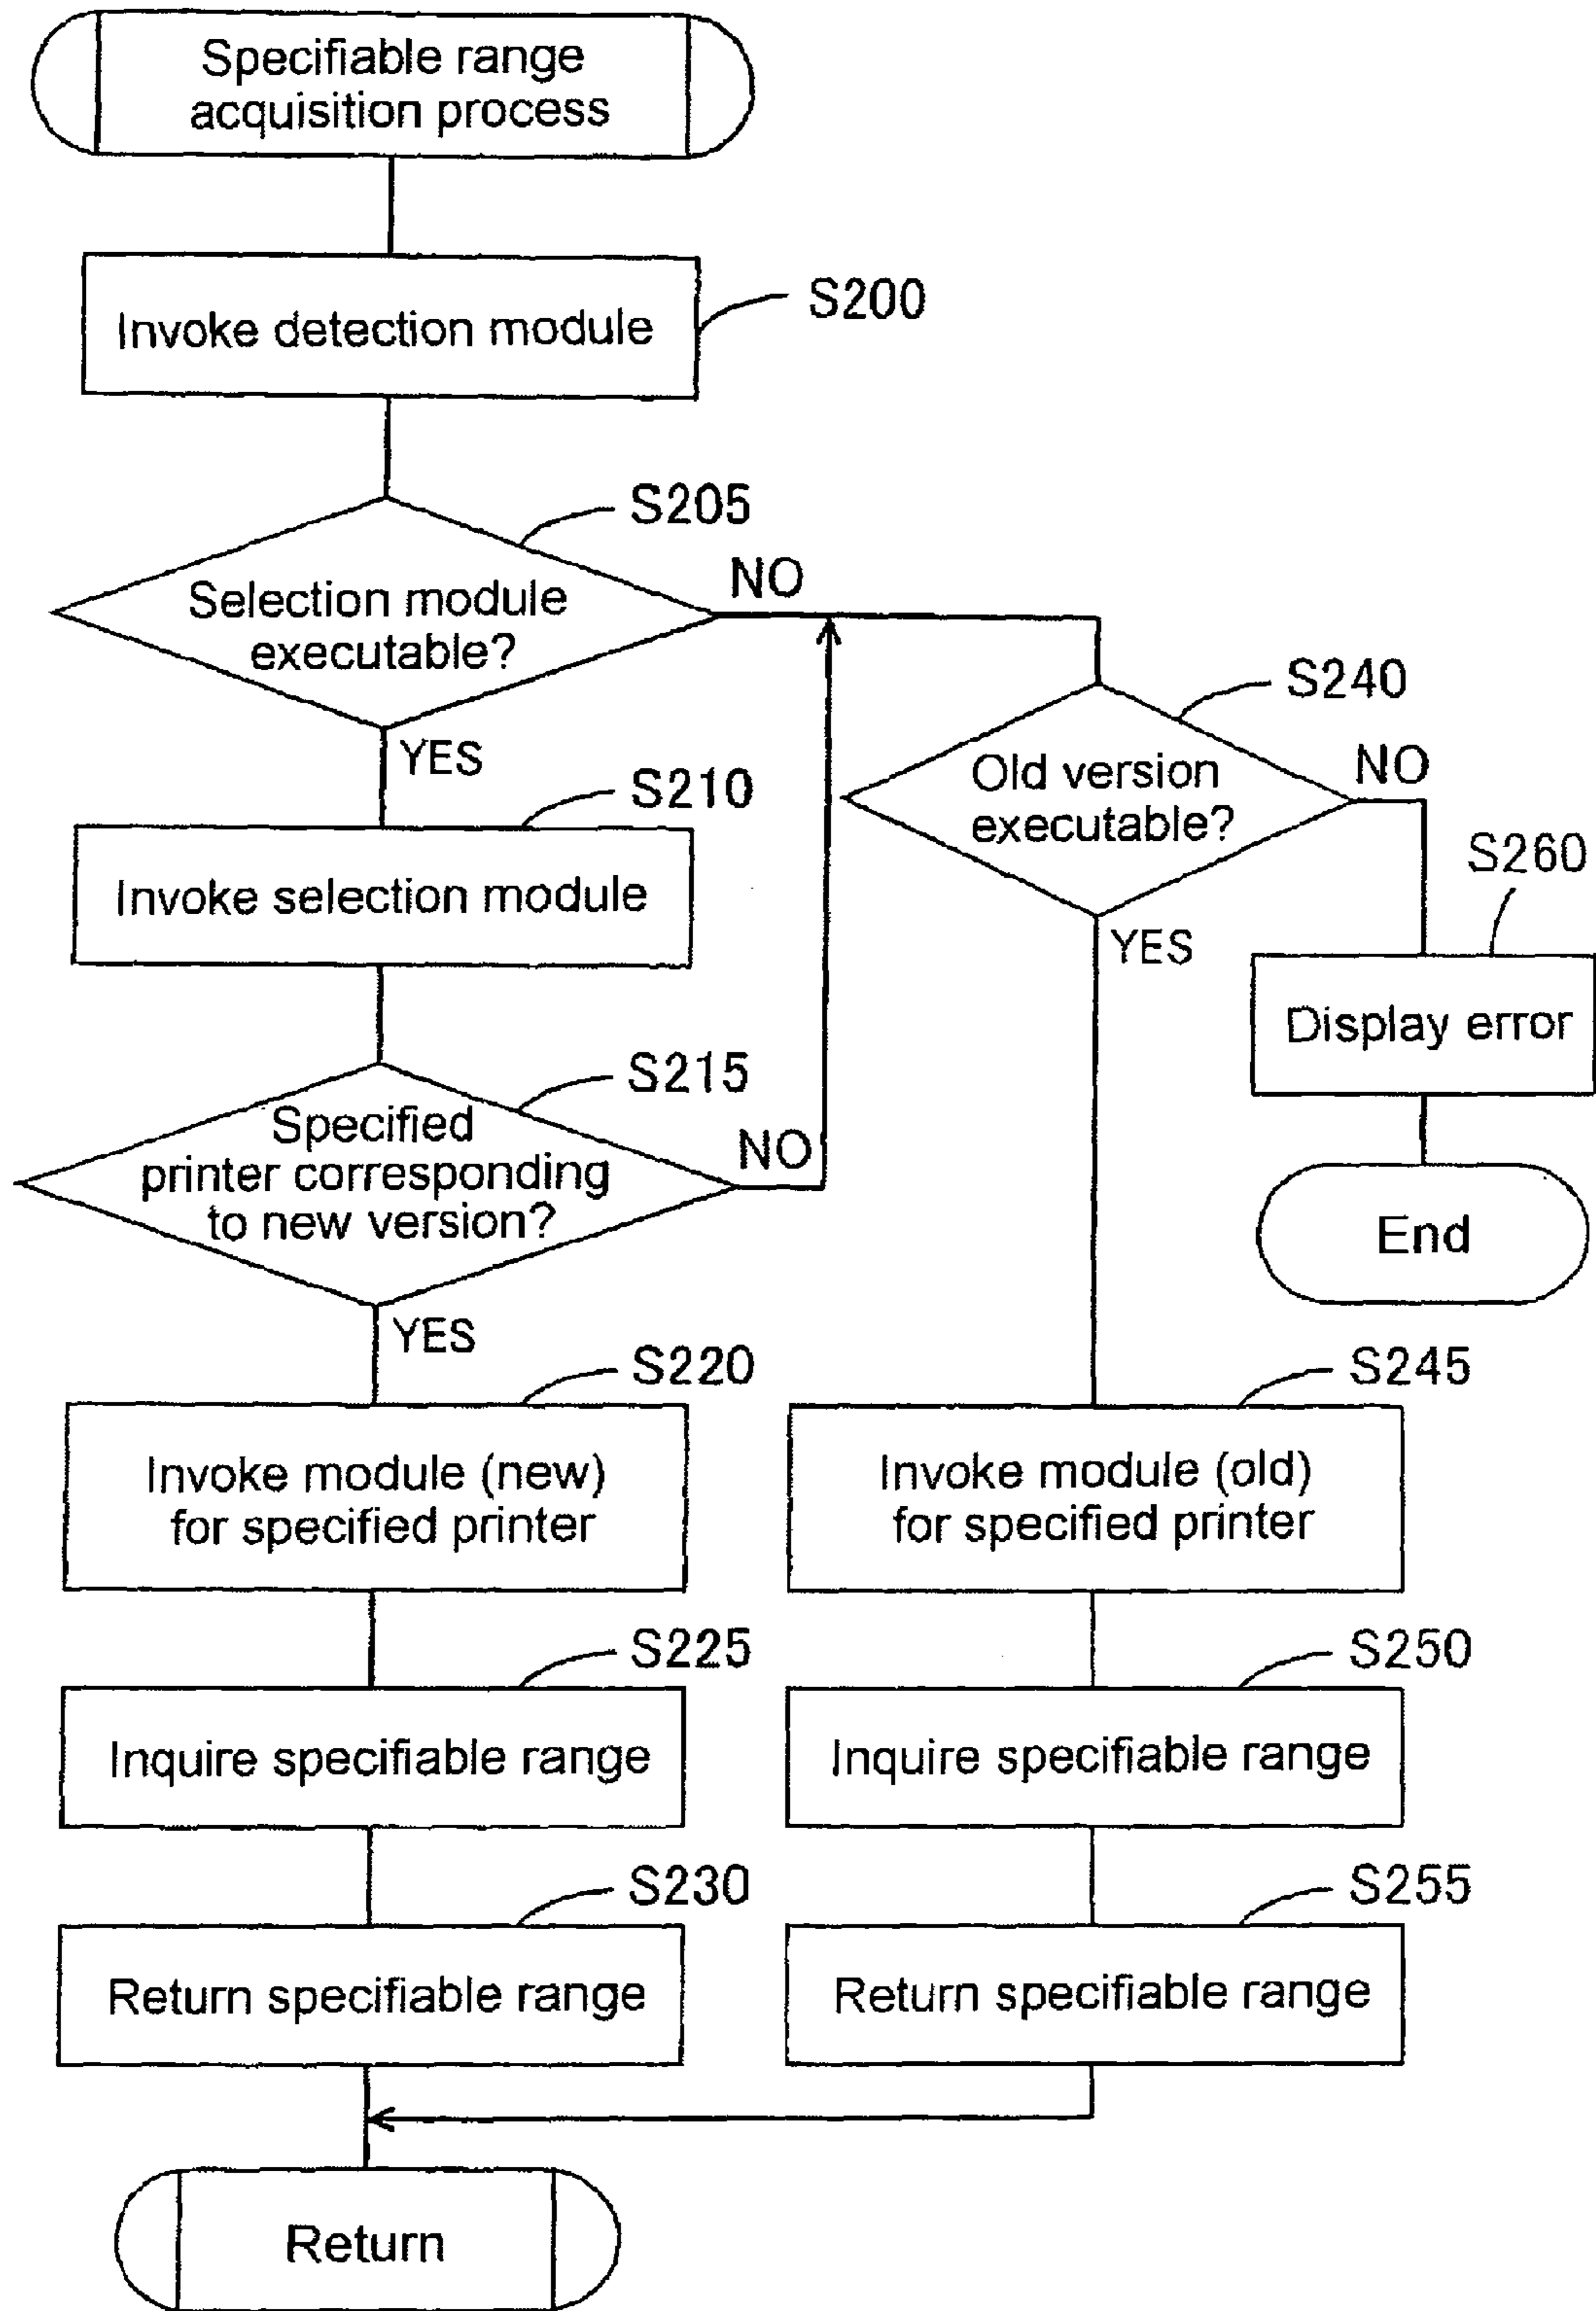 Specifiable range
acquisition process
Invoke detection module
S200
S205
Selection module
executable?
NO
YES
S210
Invoke selection module
S215
Specified
printer corresponding
to new version?
NO
YES
S220
Invoke module (new)
for specified printer
S225
Inquire specifiable range
S230
Return specifiable range
S240
Old version
executable?
NO
YES
S260
Display error
End
S245
Invoke module (old)
for specified printer
S250
Inquire specifiable range
S255
Return specifiable range
Return